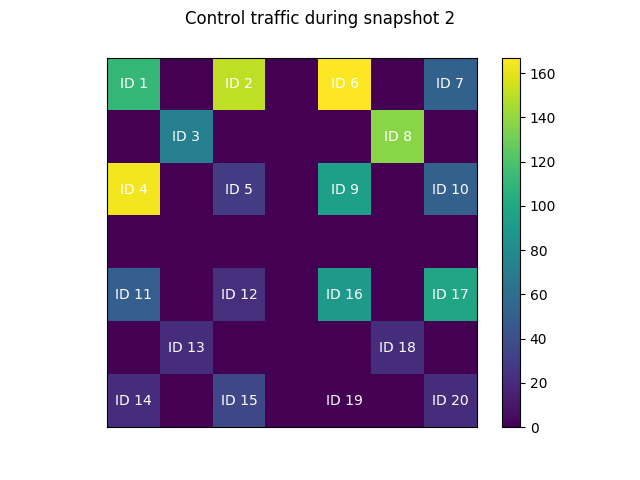 Control traffic during snapshot 2
ID 1 ID 2 ID 6 ID 7
ID 3 ID 8
ID 4 ID 5 ID 9 ID 10
ID 11 ID 12 ID 16 ID 17
ID 13 ID 18
ID 14 ID 15 ID 19 ID 20
160
140
120
100
80
60
40
20
0